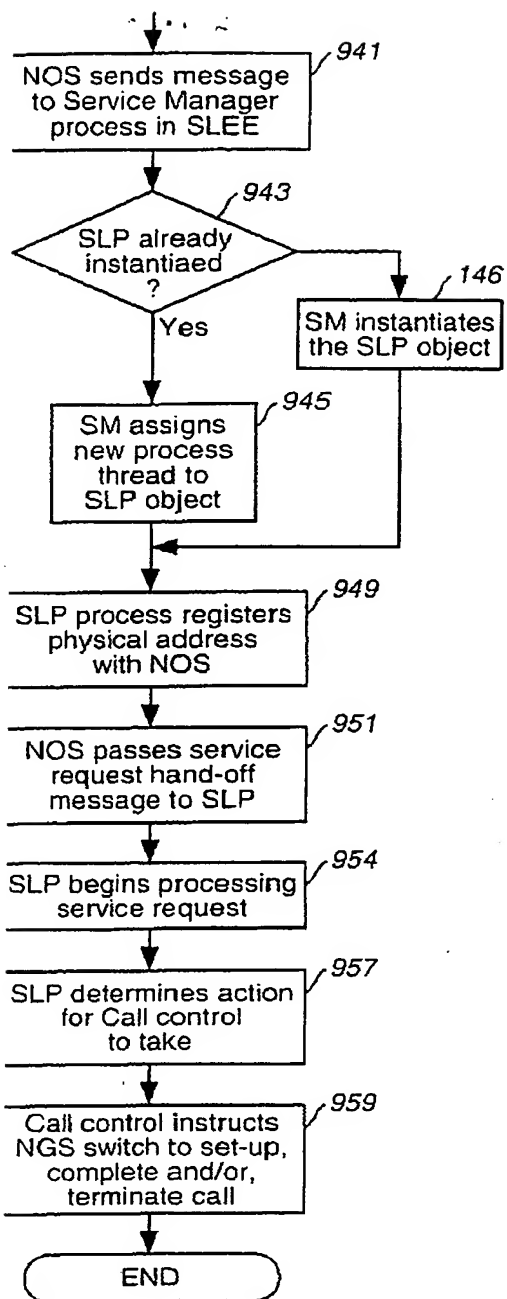 NOS sends message
to Service Manager
process in SLEE
941
943
SLP already
instantiaed
?
Yes
146
SM instantiates
the SLP object
945
SM assigns
new process
thread to
SLP object
949
SLP process registers
physical address
with NOS
951
NOS passes service
request hand-off
message to SLP
954
SLP begins processing
service request
957
SLP determines action
for Call control
to take
959
Call control instructs
NGS switch to set-up,
complete and/or,
terminate call
END